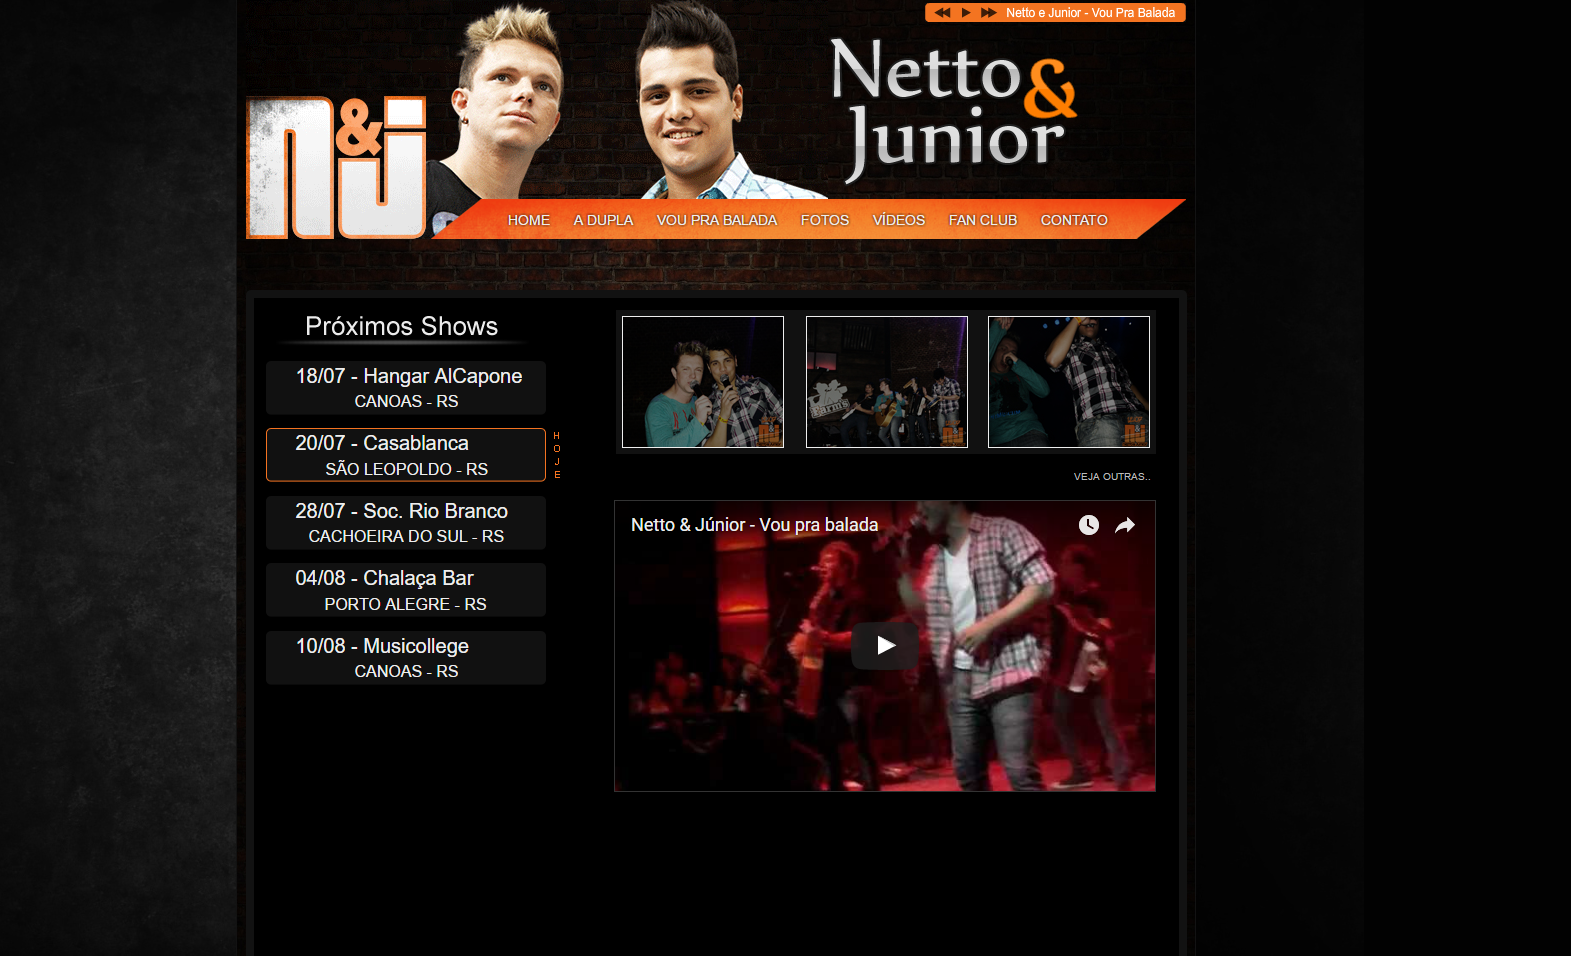 Netto e Junior - Vou Pra Balada
n&j
Netto &
Junior
HOME A DUPLA VOU PRA BALADA FOTOS VÍDEOS FAN CLUB CONTATO
Próximos Shows
18/07 - Hangar AlCapone
CANOAS - RS
20/07 - Casablanca
SÃO LEOPOLDO - RS
HOJE
28/07 - Soc. Rio Branco
CACHOEIRA DO SUL - RS
04/08 - Chalaça Bar
PORTO ALEGRE - RS
10/08 - Musicollege
CANOAS - RS
Farm's
VEJA OUTRAS..
Netto & Júnior - Vou pra balada